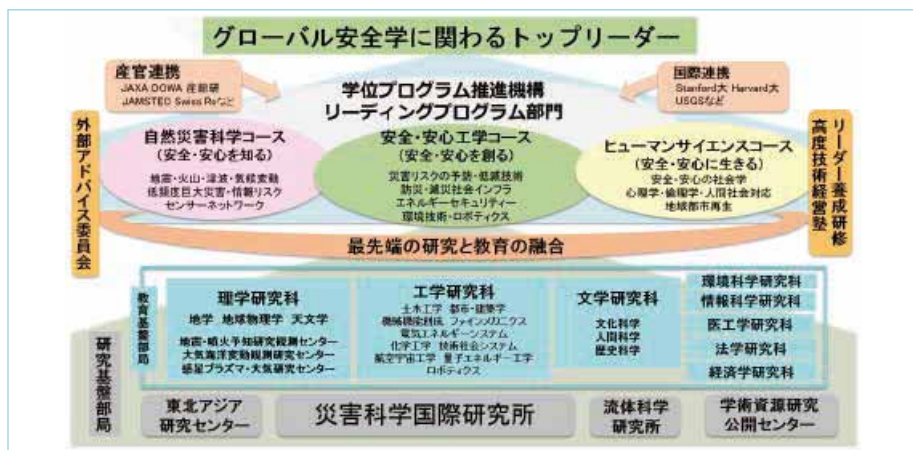 グローバル安全学に関わるトップリーダー
産官連携
JAXA DOWA 産総研
JAMSTEC Swiss Reなど
国際連携
Stanford大 Harvard大
USGSなど
学位プログラム推進機構
リーディングプログラム部門
外部アドバイス委員会
リーダー養成研修
高度技術経営塾
自然災害科学コース
(安全・安心を知る)
地震・火山・津波・気候変動
低頻度巨大災害・情報リスク
センサーネットワーク
安全・安心工学コース
(安全・安心を創る)
災害リスクの予防・低減技術
防災・減災社会インフラ
エネルギーセキュリティー
環境技術・ロボティクス
ヒューマンサイエンスコース
(安全・安心に生きる)
安全・安心の社会学
心理学・倫理学・人間社会対応
地域都市再生
最先端の研究と教育の融合
教育基盤部局
理学研究科
地学 地球物理学 天文学
地震・噴火予知研究観測センター
大気海洋変動観測研究センター
惑星プラズマ・大気研究センター
工学研究科
土木工学 都市・建築学
機械機能創成 ファインメカニクス
電気エネルギーシステム
化学工学 技術社会システム
航空宇宙工学 量子エネルギー工学
ロボティクス
文学研究科
文化科学
人間科学
歴史科学
環境科学研究科
情報科学研究科
医工学研究科
法学研究科
経済学研究科
研究基盤部局
東北アジア
研究センター
災害科学国際研究所
流体科学
研究所
学術資源研究
公開センター